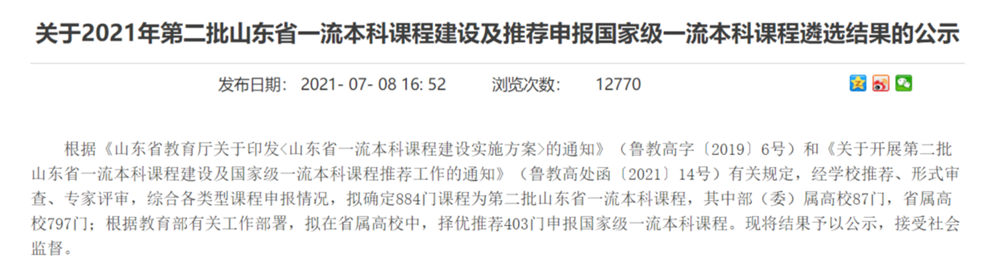 关于2021年第二批山东省一流本科课程建设及推荐申报国家级一流本科课程遴选结果的公示
发布日期： 2021- 07- 08 16: 52 浏览次数： 12770
根据《山东省教育厅关于印发<山东省一流本科课程建设实施方案>的通知》（鲁教高字〔2019〕6号）和《关于开展第二批
山东省一流本科课程建设及国家级一流本科课程推荐工作的通知》（鲁教高处函〔2021〕14号）有关规定，经学校推荐、形式审
查、专家评审，综合各类型课程申报情况，拟确定884门课程为第二批山东省一流本科课程，其中部（委）属高校87门，省属高
校797门；根据教育部有关工作部署，拟在省属高校中，择优推荐403门申报国家级一流本科课程。现将结果予以公示，接受社会
监督。